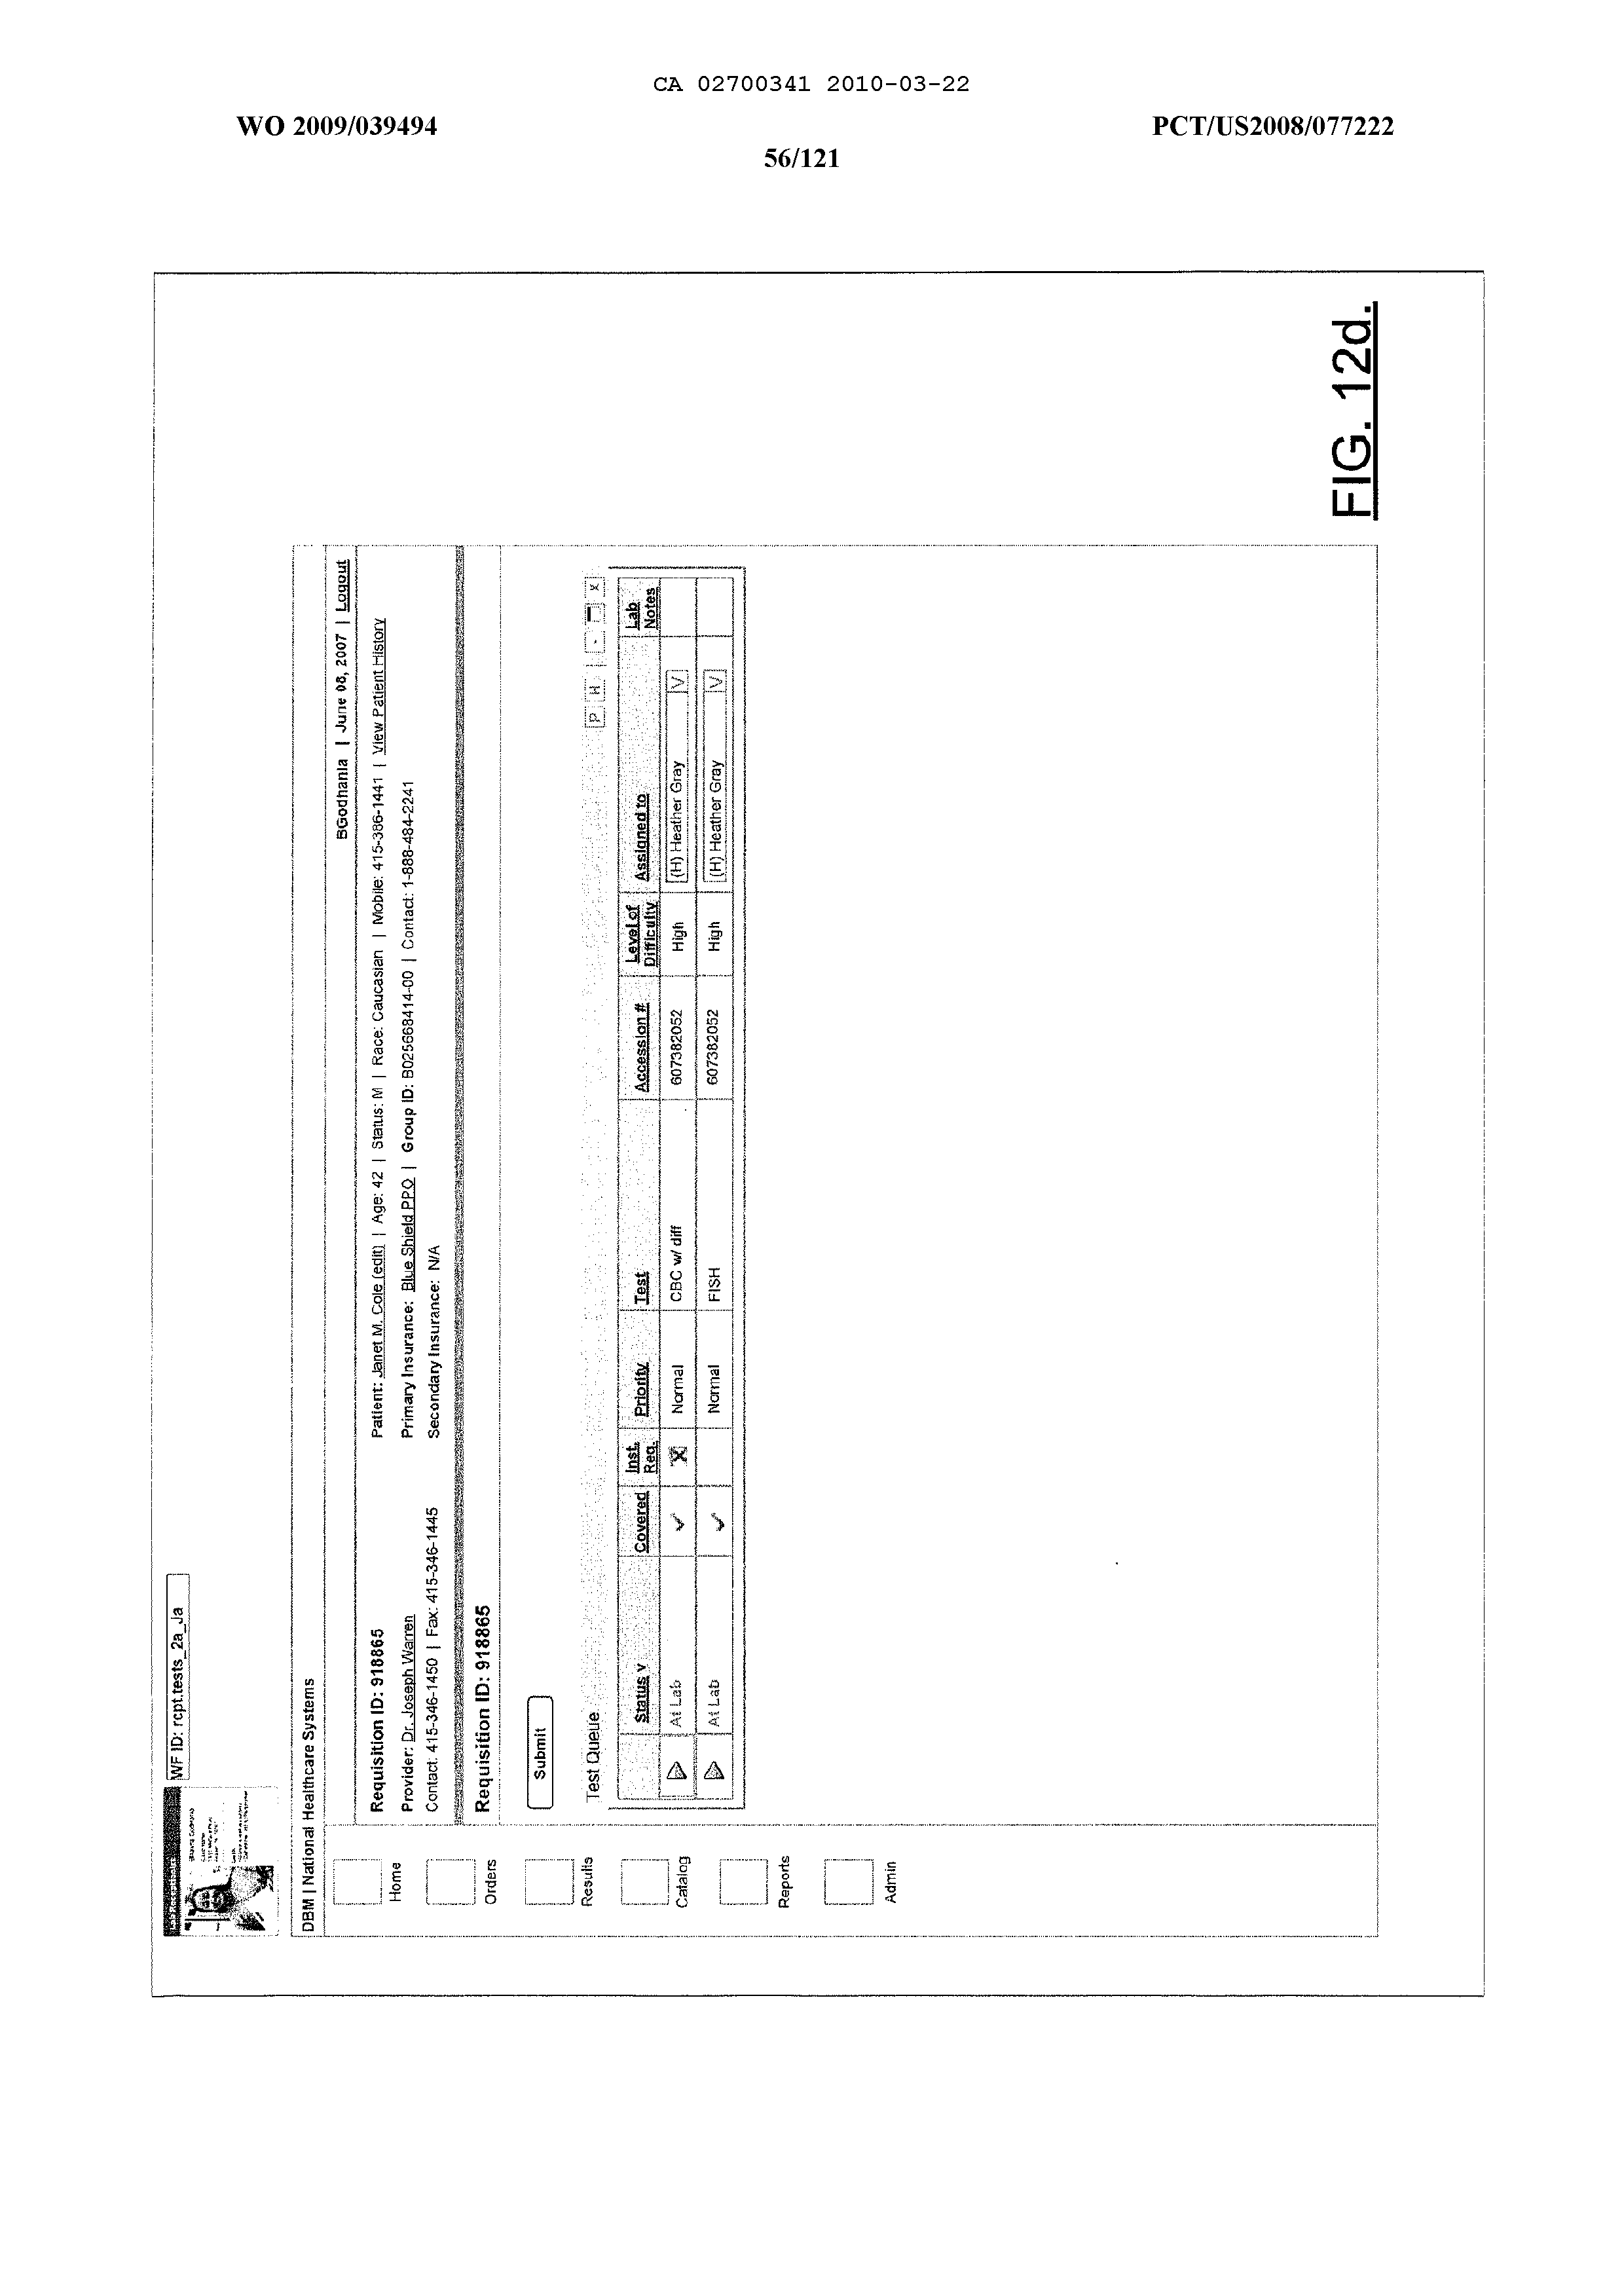 CA 02700341 2010-03-22
WO 2009/039494
PCT/US2008/077222
56/121
WF ID: rcpt.tests_2a_Ja
DBM | National Healthcare Systems
BGodhania | June 08, 2007 | Logout
Requisition ID: 918865
Patient: Janet M. Cole (edit) | Age: 42 | Status: M | Race: Caucasian | Mobile: 415-386-1441 | View Patient History
Provider: Dr. Joseph Warren
Primary Insurance: Blue Shield PPO | Group ID: B025668414-00 | Contact: 1-888-484-2241
Contact: 415-346-1450 | Fax: 415-346-1445
Secondary Insurance: N/A
Requisition ID: 918865
Submit
Test Queue
P H - x
Status v Covered Inst. Req. Priority Test Accession # Level of Difficulty Assigned to Lab Notes
At Lab ✓ X Normal CBC w/ diff 607382052 High (H) Heather Gray V
At Lab ✓ Normal FISH 607382052 High (H) Heather Gray V
Home
Orders
Results
Catalog
Reports
Admin
FIG. 12d.